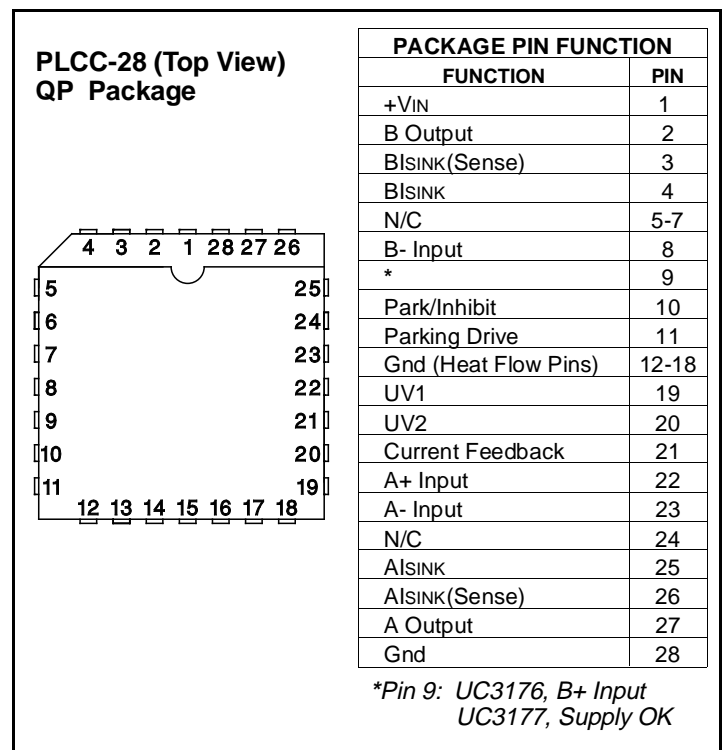 PLCC-28 (Top View)
QP Package
4 3 2 1 28 27 26
5 25
6 24
7 23
8 22
9 21
10 20
11 19
12 13 14 15 16 17 18
PACKAGE PIN FUNCTION
FUNCTION PIN
+VIN 1
B Output 2
BISINK(Sense) 3
BISINK 4
N/C 5-7
B- Input 8
* 9
Park/Inhibit 10
Parking Drive 11
Gnd (Heat Flow Pins) 12-18
UV1 19
UV2 20
Current Feedback 21
A+ Input 22
A- Input 23
N/C 24
AISINK 25
AISINK(Sense) 26
A Output 27
Gnd 28
*Pin 9: UC3176, B+ Input
UC3177, Supply OK